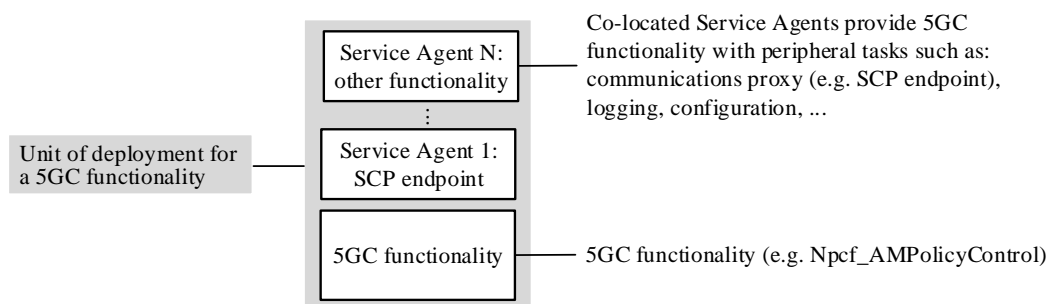 Service Agent N:
other functionality
⋮
Service Agent 1:
SCP endpoint
5GC functionality
Unit of deployment for
a 5GC functionality
Co-located Service Agents provide 5GC
functionality with peripheral tasks such as:
communications proxy (e.g. SCP endpoint),
logging, configuration, ...
5GC functionality (e.g. Npcf_AMPolicyControl)